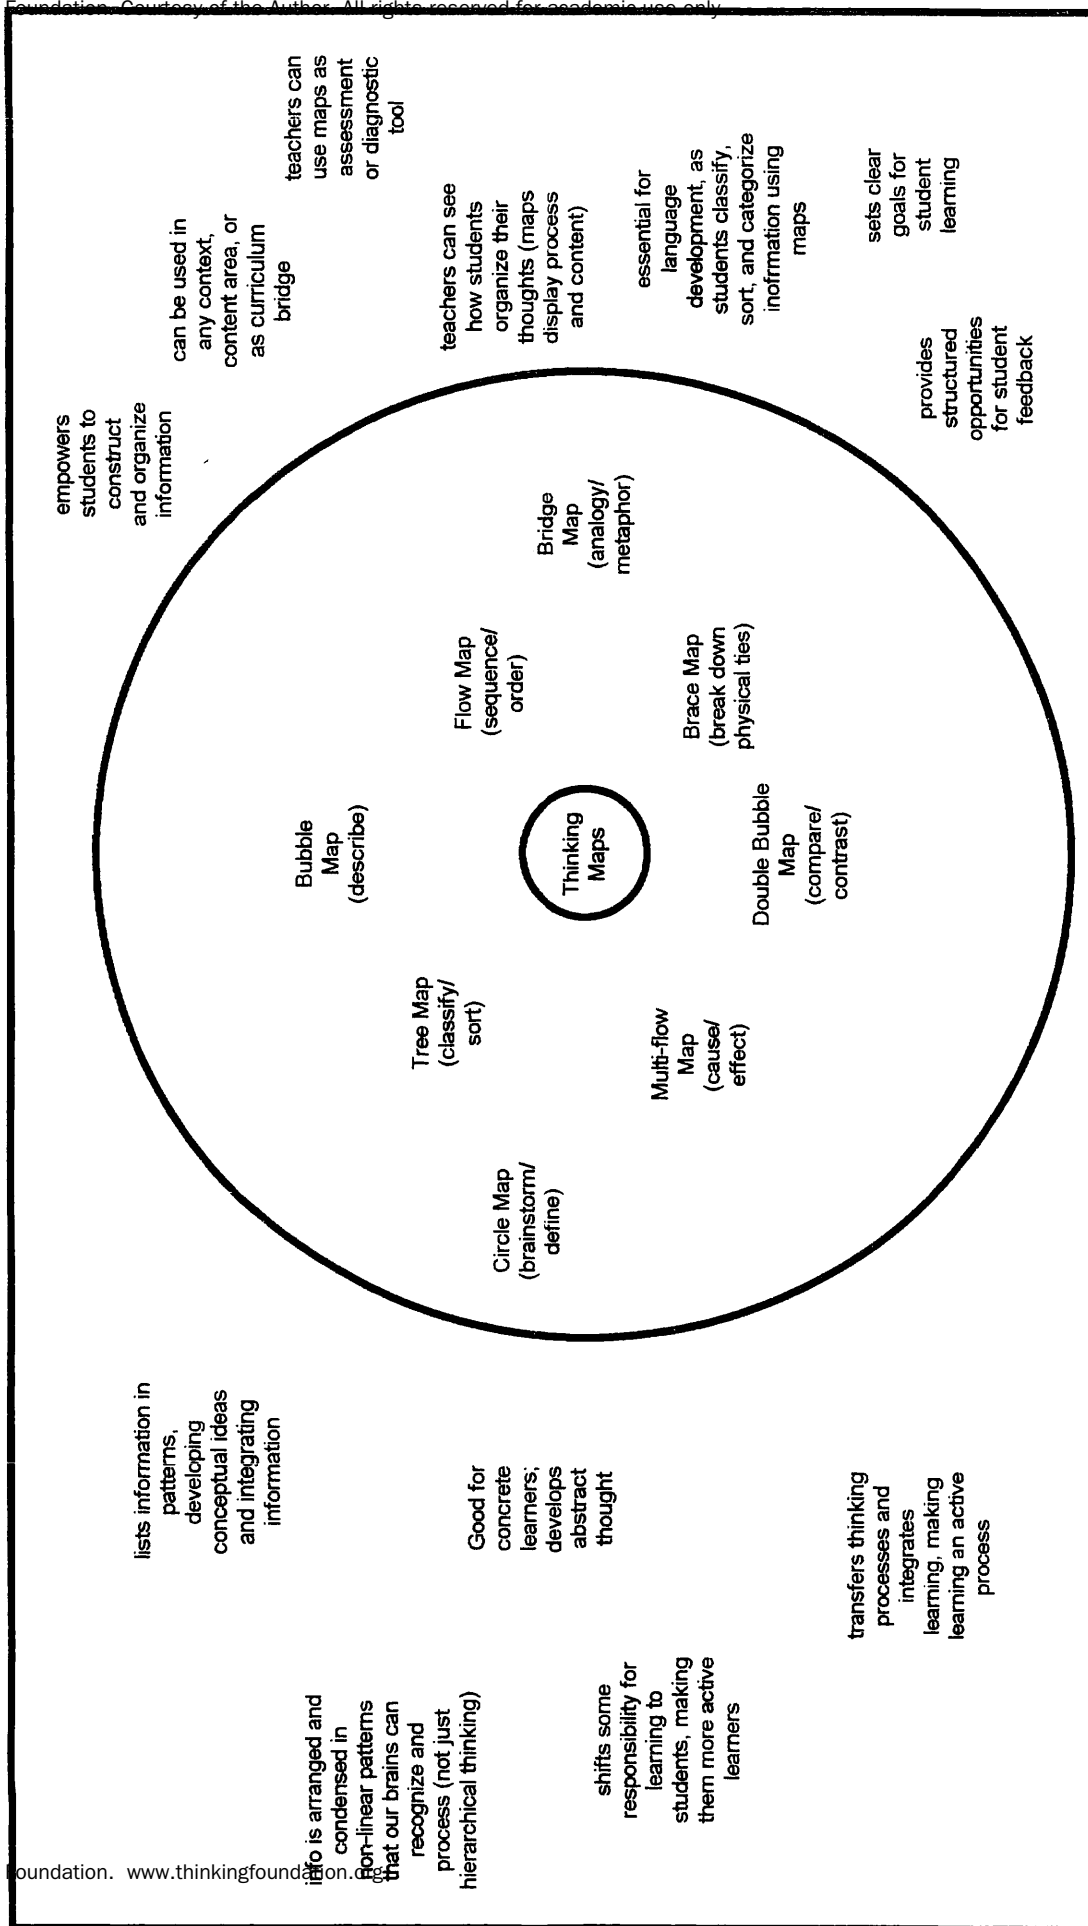 Foundation. Courtesy of the Author. All rights reserved for academic use only
info is arranged and
condensed in
non-linear patterns
that our brains can
recognize and
process (not just
hierarchical thinking)
lists information in
patterns,
developing
conceptual ideas
and integrating
information
empowers
students to
construct
and organize
information
can be used in
any context,
content area, or
as curriculum
bridge
teachers can
use maps as
assessment
or diagnostic
tool
Good for
concrete
learners;
develops
abstract
thought
shifts some
responsibility for
learning to
students, making
them more active
learners
transfers thinking
processes and
integrates
learning, making
learning an active
process
Circle Map
(brainstorm/
define)
Tree Map
(classify/
sort)
Bubble
Map
(describe)
Flow Map
(sequence/
order)
Bridge
Map
(analogy/
metaphor)
Thinking
Maps
Multi-flow
Map
(cause/
effect)
Double Bubble
Map
(compare/
contrast)
Brace Map
(break down
physical ties)
teachers can see
how students
organize their
thoughts (maps
display process
and content)
essential for
language
development, as
students classify,
sort, and categorize
inofrmation using
maps
sets clear
goals for
student
learning
provides
structured
opportunities
for student
feedback
Foundation. www.thinkingfoundation.org